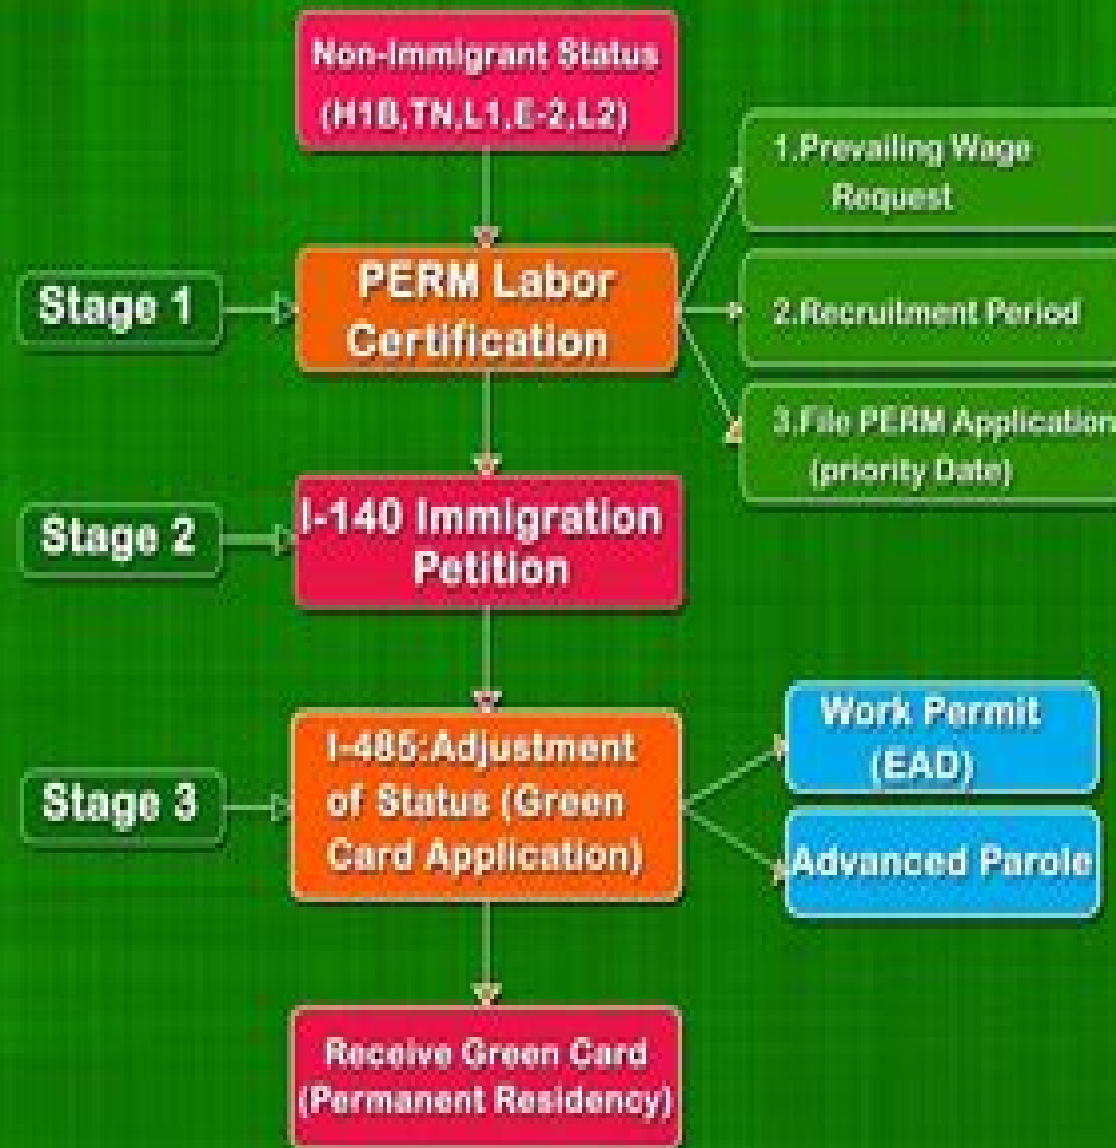 Non-Immigrant Status
(H1B,TN,L1,E-2,L2)
Stage 1
PERM Labor
Certification
1.Prevailing Wage
Request
2.Recruitment Period
3.File PERM Application
(priority Date)
Stage 2
I-140 Immigration
Petition
Stage 3
I-485:Adjustment
of Status (Green
Card Application)
Work Permit
(EAD)
Advanced Parole
Receive Green Card
(Permanent Residency)